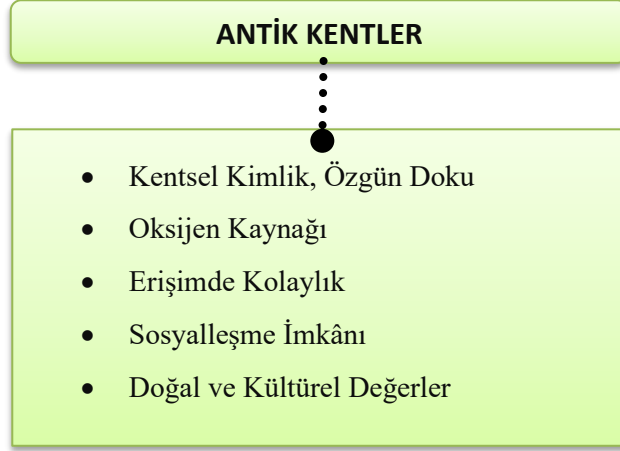 ANTİK KENTLER
• Kentsel Kimlik, Özgün Doku
• Oksijen Kaynağı
• Erişimde Kolaylık
• Sosyalleşme İmkânı
• Doğal ve Kültürel Değerler